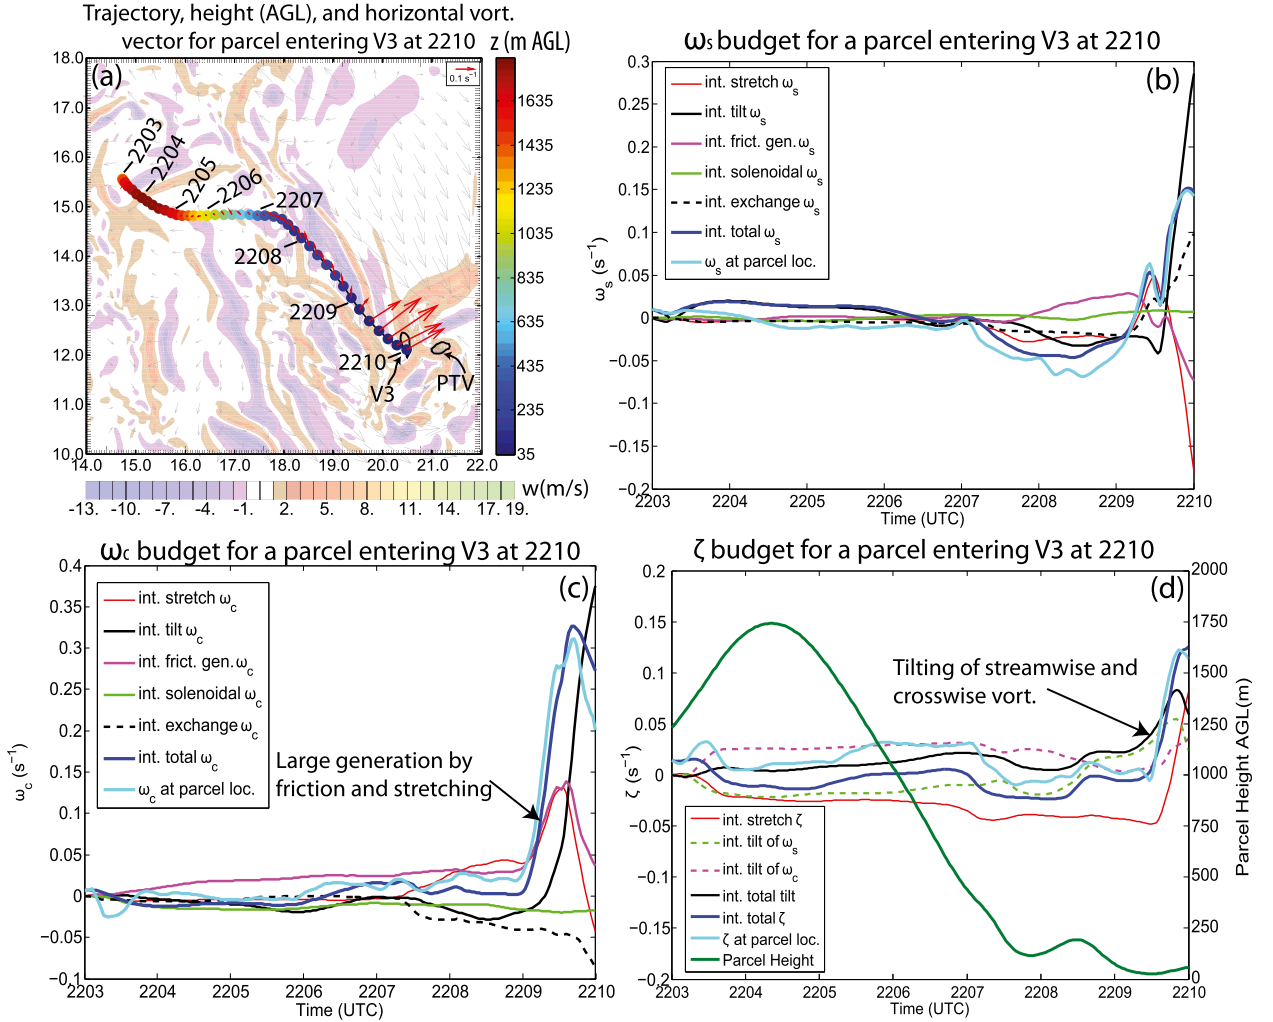 Trajectory, height (AGL), and horizontal vort.
vector for parcel entering V3 at 2210
z (m AGL)
(a)
0.1 s⁻¹
18.0
17.0
16.0
15.0
14.0
13.0
12.0
11.0
10.0
14.0 15.0 16.0 17.0 18.0 19.0 20.0 21.0 22.0
2203
2204
2205
2206
2207
2208
2209
2210
V3
PTV
1635
1435
1235
1035
835
635
435
235
35
-13. -10. -7. -4. -1. 2. 5. 8. 11. 14. 17. 19.
w(m/s)
ωs budget for a parcel entering V3 at 2210
(b)
int. stretch ωs
int. tilt ωs
int. frict. gen. ωs
int. solenoidal ωs
int. exchange ωs
int. total ωs
ωs at parcel loc.
0.3
0.25
0.2
0.15
0.1
0.05
0
−0.05
−0.1
−0.15
−0.2
ωs (s⁻¹)
2203 2204 2205 2206 2207 2208 2209 2210
Time (UTC)
ωc budget for a parcel entering V3 at 2210
(c)
int. stretch ωc
int. tilt ωc
int. frict. gen. ωc
int. solenoidal ωc
int. exchange ωc
int. total ωc
ωc at parcel loc.
Large generation by
friction and stretching
0.4
0.35
0.3
0.25
0.2
0.15
0.1
0.05
0
−0.05
−0.1
ωc (s⁻¹)
2203 2204 2205 2206 2207 2208 2209 2210
Time (UTC)
ζ budget for a parcel entering V3 at 2210
(d)
Tilting of streamwise and
crosswise vort.
int. stretch ζ
int. tilt of ωs
int. tilt of ωc
int. total tilt
int. total ζ
ζ at parcel loc.
Parcel Height
0.2
0.15
0.1
0.05
0
−0.05
−0.1
−0.15
−0.2
ζ (s⁻¹)
2000
1750
1500
1250
1000
750
500
250
0
Parcel Height AGL(m)
2203 2204 2205 2206 2207 2208 2209 2210
Time (UTC)